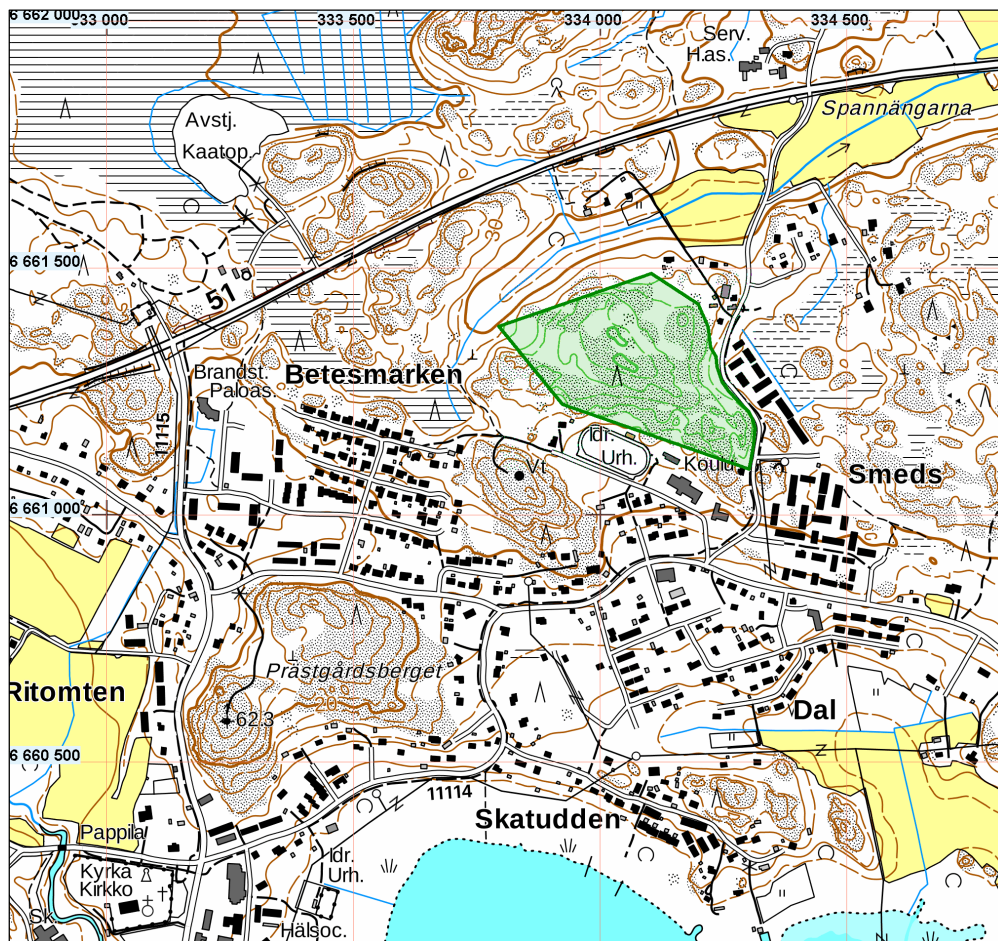 6 662 000
333 000
333 500
334 000
334 500
Serv.
H.as.
Spannängarna
Avstj.
Kaatop.
30
6 661 500
51
Brandst.
Paloas.
Betesmarken
1115
Idr.
Urh.
Koulu
Vt.
Smeds
6 661 000
Prästgårdsberget
Ritomten
20
62.3
Dal
6 660 500
11114
Skatudden
Pappila
Kyrka
Kirkko
Idr.
Urh.
Sk.
Hälsoc.